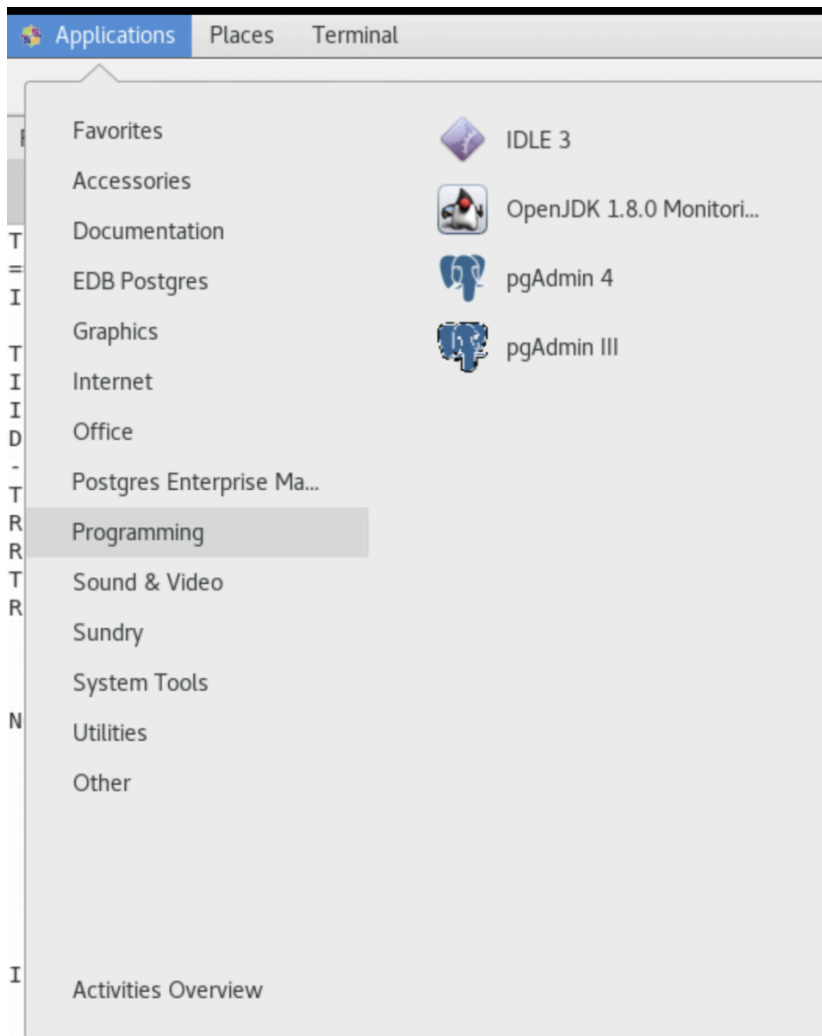 Applications Places Terminal
Favorites
Accessories
Documentation
EDB Postgres
Graphics
Internet
Office
Postgres Enterprise Ma...
Programming
Sound & Video
Sundry
System Tools
Utilities
Other
Activities Overview
IDLE 3
OpenJDK 1.8.0 Monitori...
pgAdmin 4
pgAdmin III
T
=
I
T
I
I
D
-
T
R
R
T
R
N
I